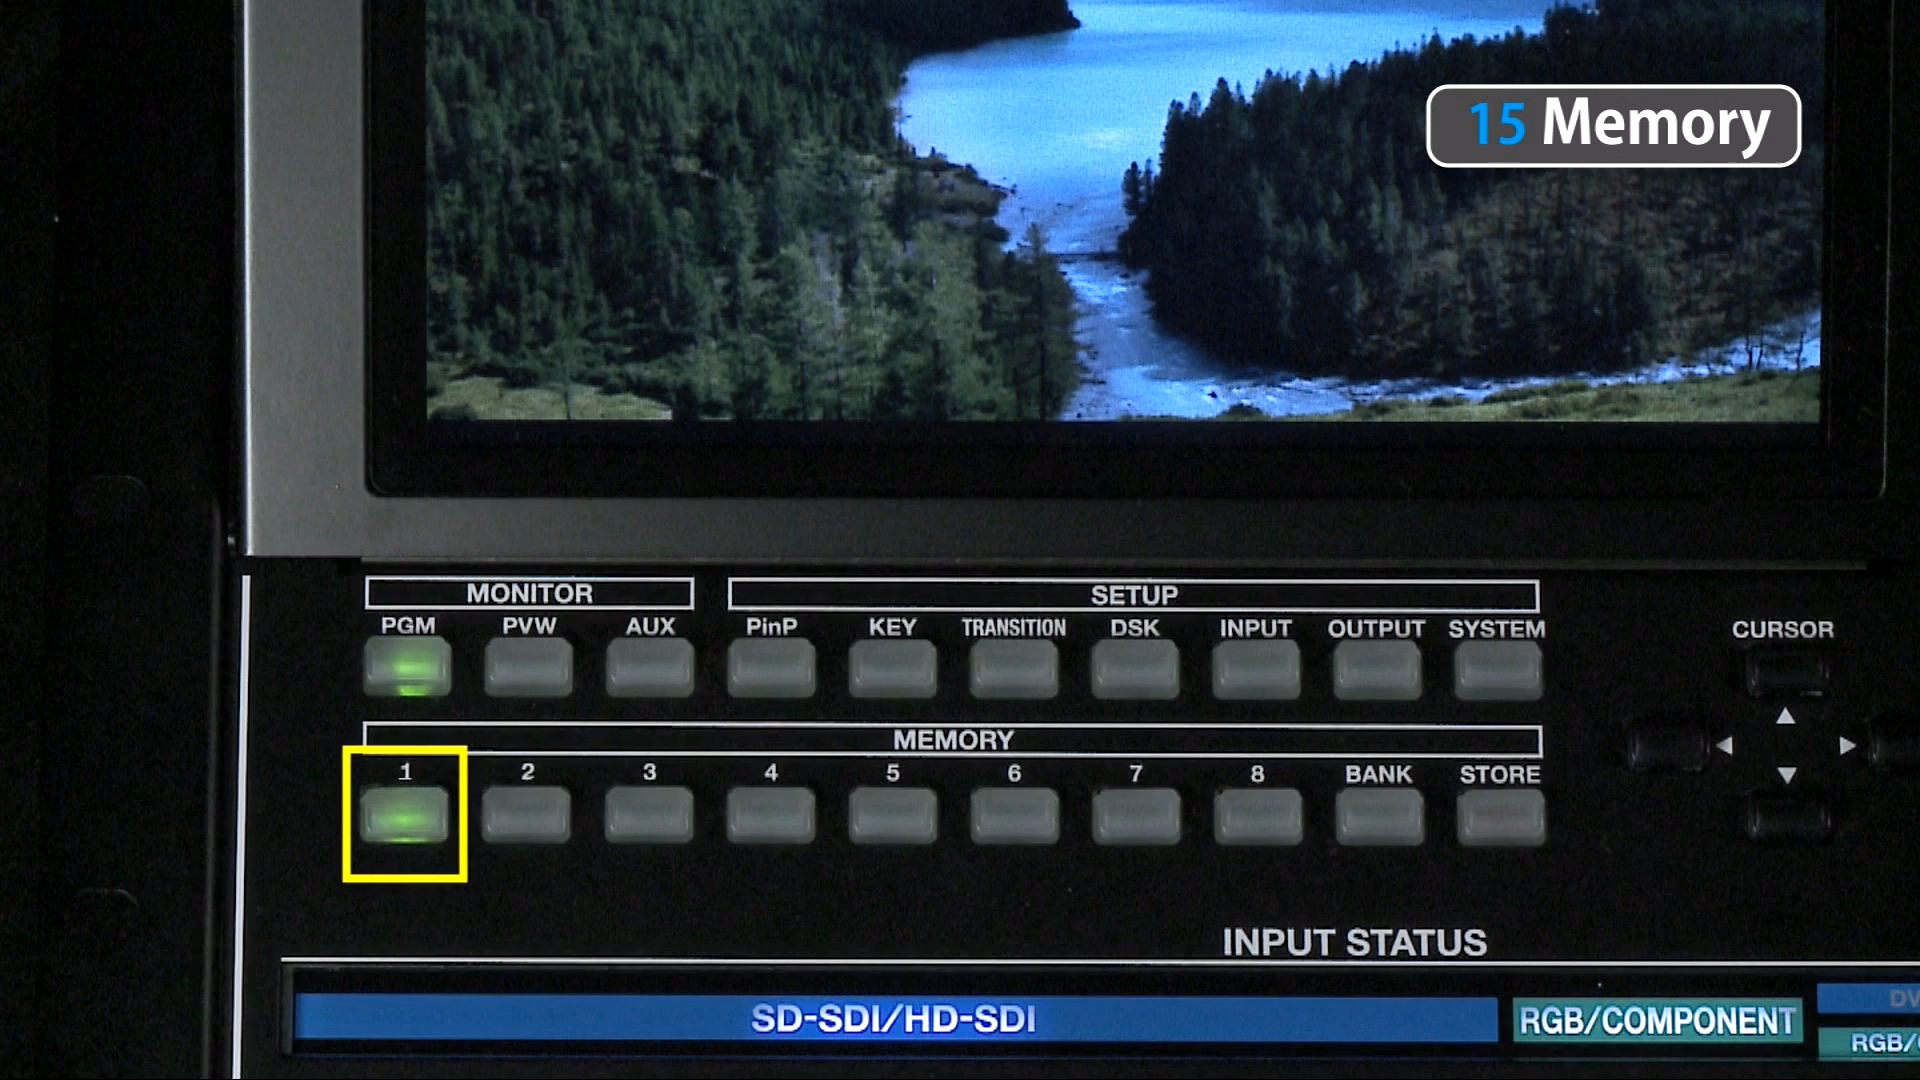 15 Memory
MONITOR SETUP
PGM PVW AUX PinP KEY TRANSITION DSK INPUT OUTPUT SYSTEM CURSOR
MEMORY
1 2 3 4 5 6 7 8 BANK STORE
INPUT STATUS
SD-SDI/HD-SDI RGB/COMPONENT